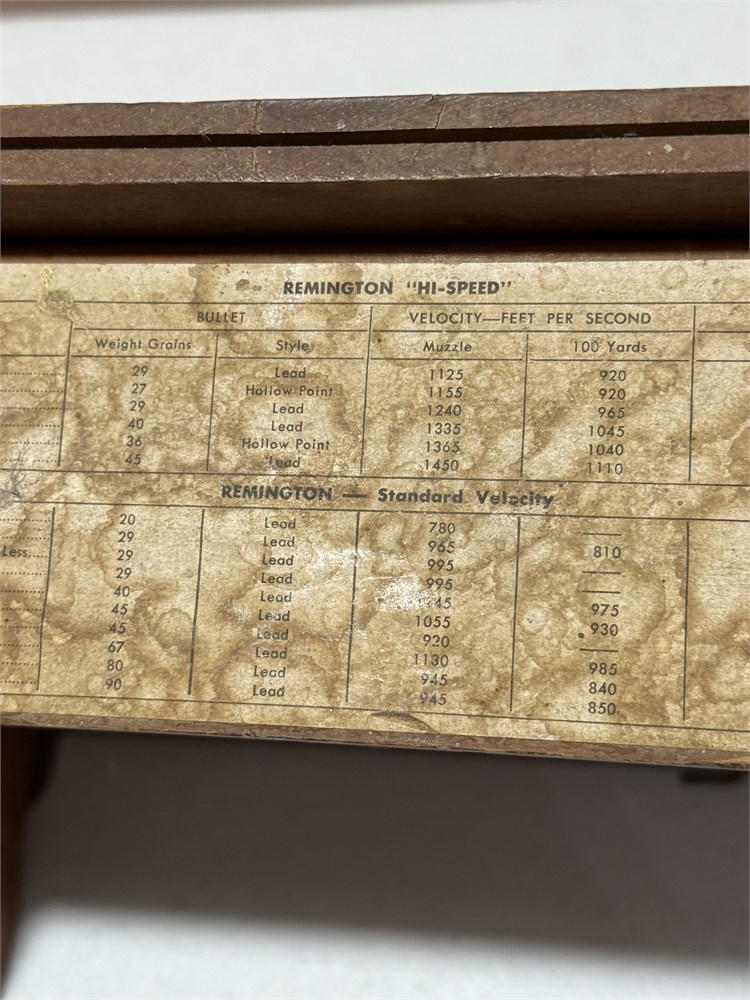 REMINGTON "HI-SPEED"
BULLET VELOCITY—FEET PER SECOND
Weight Grains Style Muzzle 100 Yards
29 Lead 1125 920
27 Hollow Point 1155 920
29 Lead 1240 965
40 Lead 1335 1045
36 Hollow Point 1365 1040
45 Lead 1450 1110
REMINGTON — Standard Velocity
20 Lead 780 —
29 Lead 965 810
Less 29 Lead 995 —
29 Lead 995 —
40 Lead 975
45 Lead 1055 930
45 Lead 920 —
67 Lead 1130 985
80 Lead 945 840
90 Lead 945 850